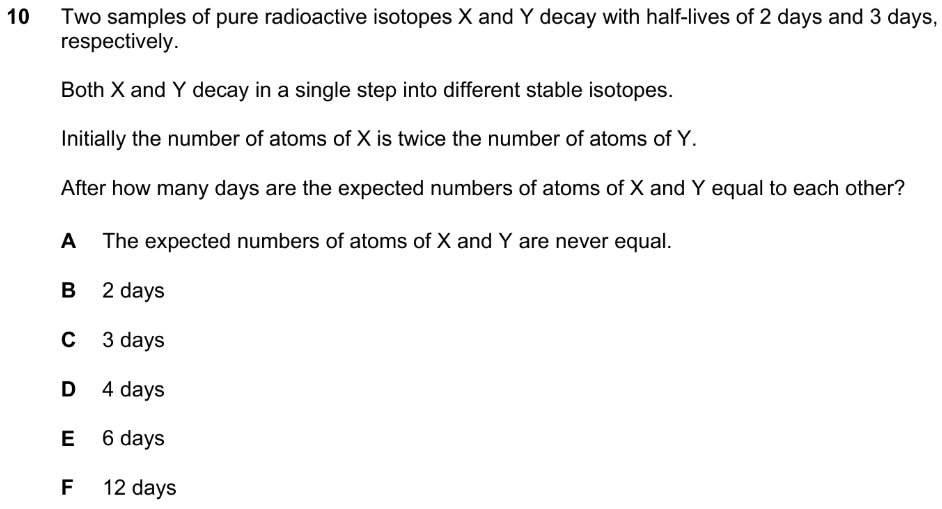 10 Two samples of pure radioactive isotopes X and Y decay with half-lives of 2 days and 3 days,
respectively.
Both X and Y decay in a single step into different stable isotopes.
Initially the number of atoms of X is twice the number of atoms of Y.
After how many days are the expected numbers of atoms of X and Y equal to each other?
A The expected numbers of atoms of X and Y are never equal.
B 2 days
C 3 days
D 4 days
E 6 days
F 12 days